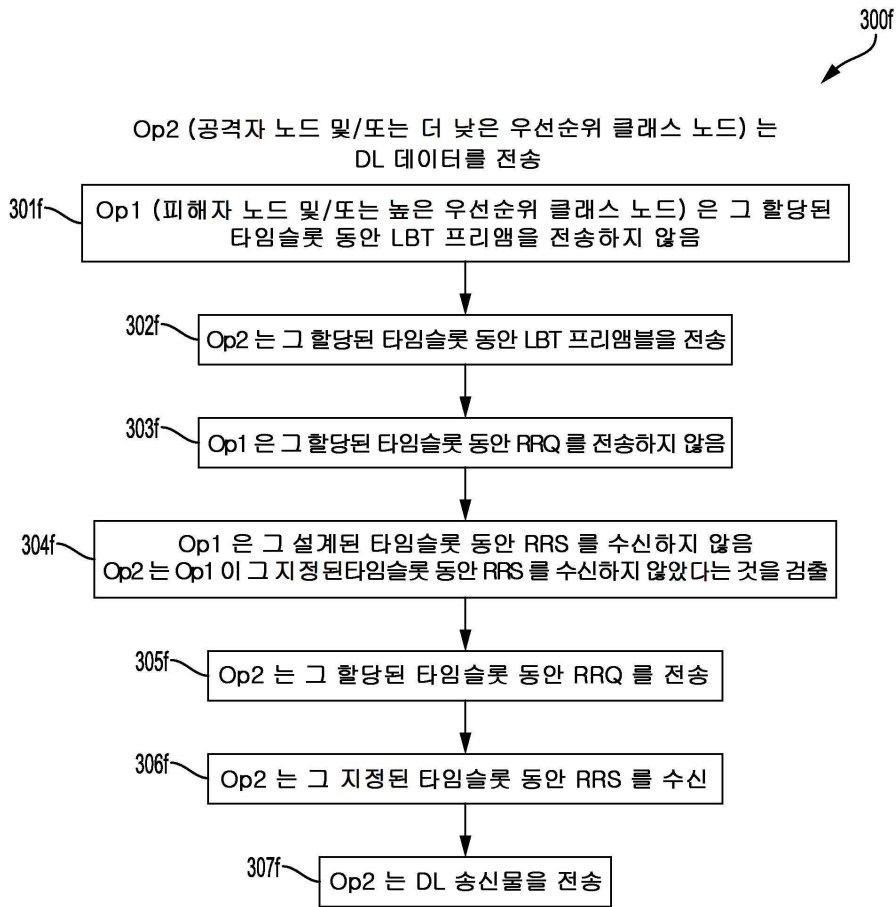 300f
Op2 (공격자 노드 및/또는 더 낮은 우선순위 클래스 노드) 는
DL 데이터를 전송
301f
Op1 (피해자 노드 및/또는 높은 우선순위 클래스 노드) 은 그 할당된
타임슬롯 동안 LBT 프리앰을 전송하지 않음
302f
Op2 는 그 할당된 타임슬롯 동안 LBT 프리앰블을 전송
303f
Op1 은 그 할당된 타임슬롯 동안 RRQ 를 전송하지 않음
304f
Op1 은 그 설계된 타임슬롯 동안 RRS 를 수신하지 않음
Op2 는 Op1 이 그 지정된타임슬롯 동안 RRS 를 수신하지 않았다는 것을 검출
305f
Op2 는 그 할당된 타임슬롯 동안 RRQ 를 전송
306f
Op2 는 그 지정된 타임슬롯 동안 RRS 를 수신
307f
Op2 는 DL 송신물을 전송